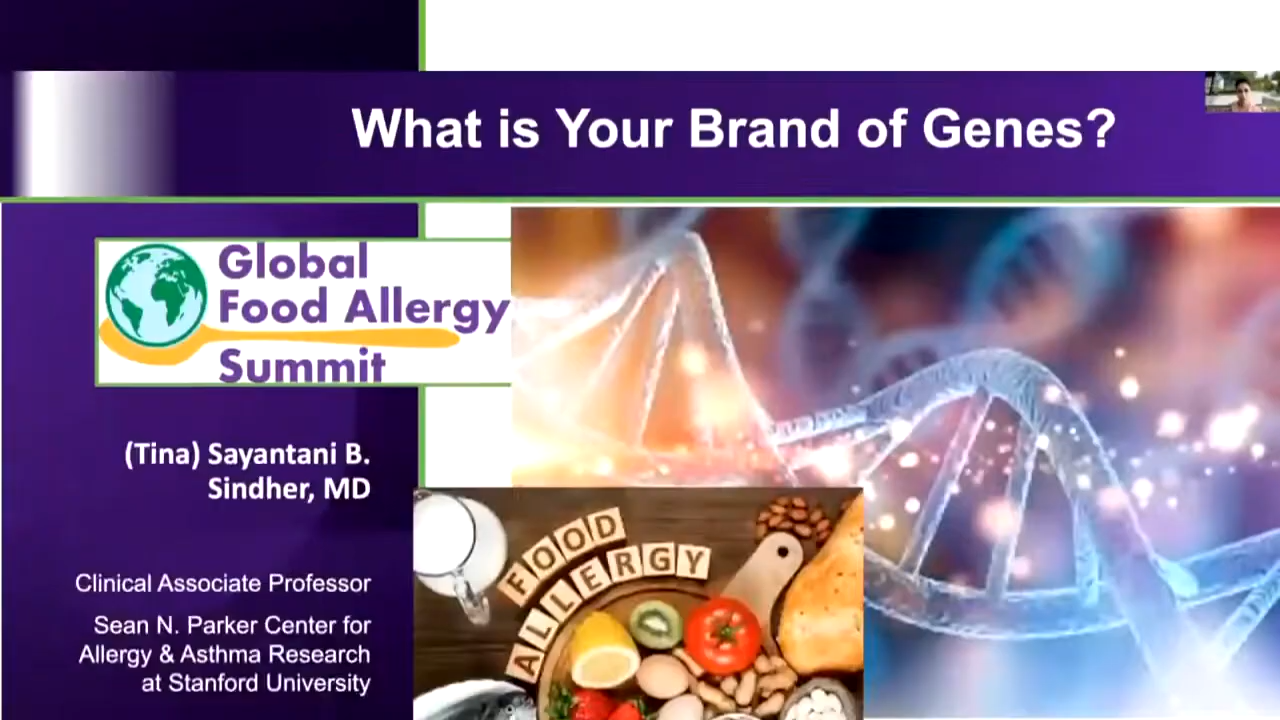 What is Your Brand of Genes?
Global
Food Allergy
Summit
(Tina) Sayantani B.
Sindher, MD
Clinical Associate Professor
Sean N. Parker Center for
Allergy & Asthma Research
at Stanford University
FOOD
ALLERGY